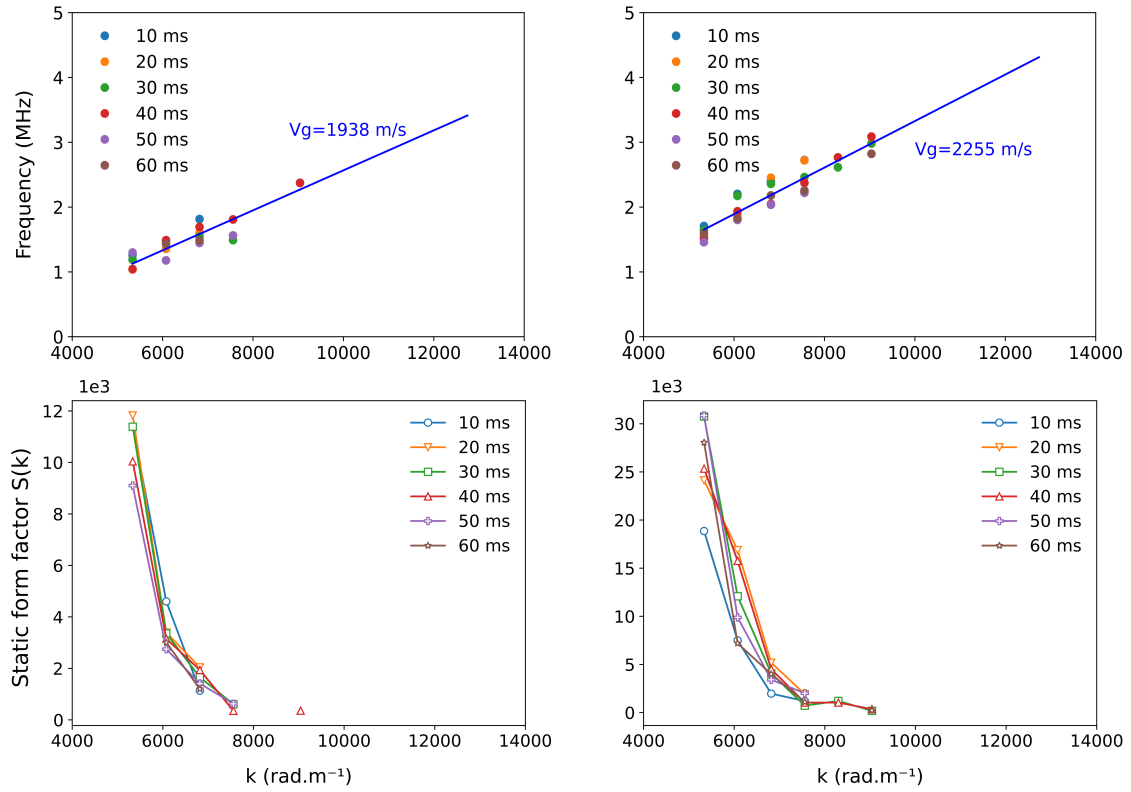 5
4
3
2
1
0
Frequency (MHz)
10 ms
20 ms
30 ms
40 ms
50 ms
60 ms
Vg=1938 m/s
4000 6000 8000 10000 12000 14000
5
4
3
2
1
0
10 ms
20 ms
30 ms
40 ms
50 ms
60 ms
Vg=2255 m/s
4000 6000 8000 10000 12000 14000
1e3
12
10
8
6
4
2
0
Static form factor S(k)
10 ms
20 ms
30 ms
40 ms
50 ms
60 ms
4000 6000 8000 10000 12000 14000
k (rad.m⁻¹)
1e3
30
25
20
15
10
5
0
10 ms
20 ms
30 ms
40 ms
50 ms
60 ms
4000 6000 8000 10000 12000 14000
k (rad.m⁻¹)